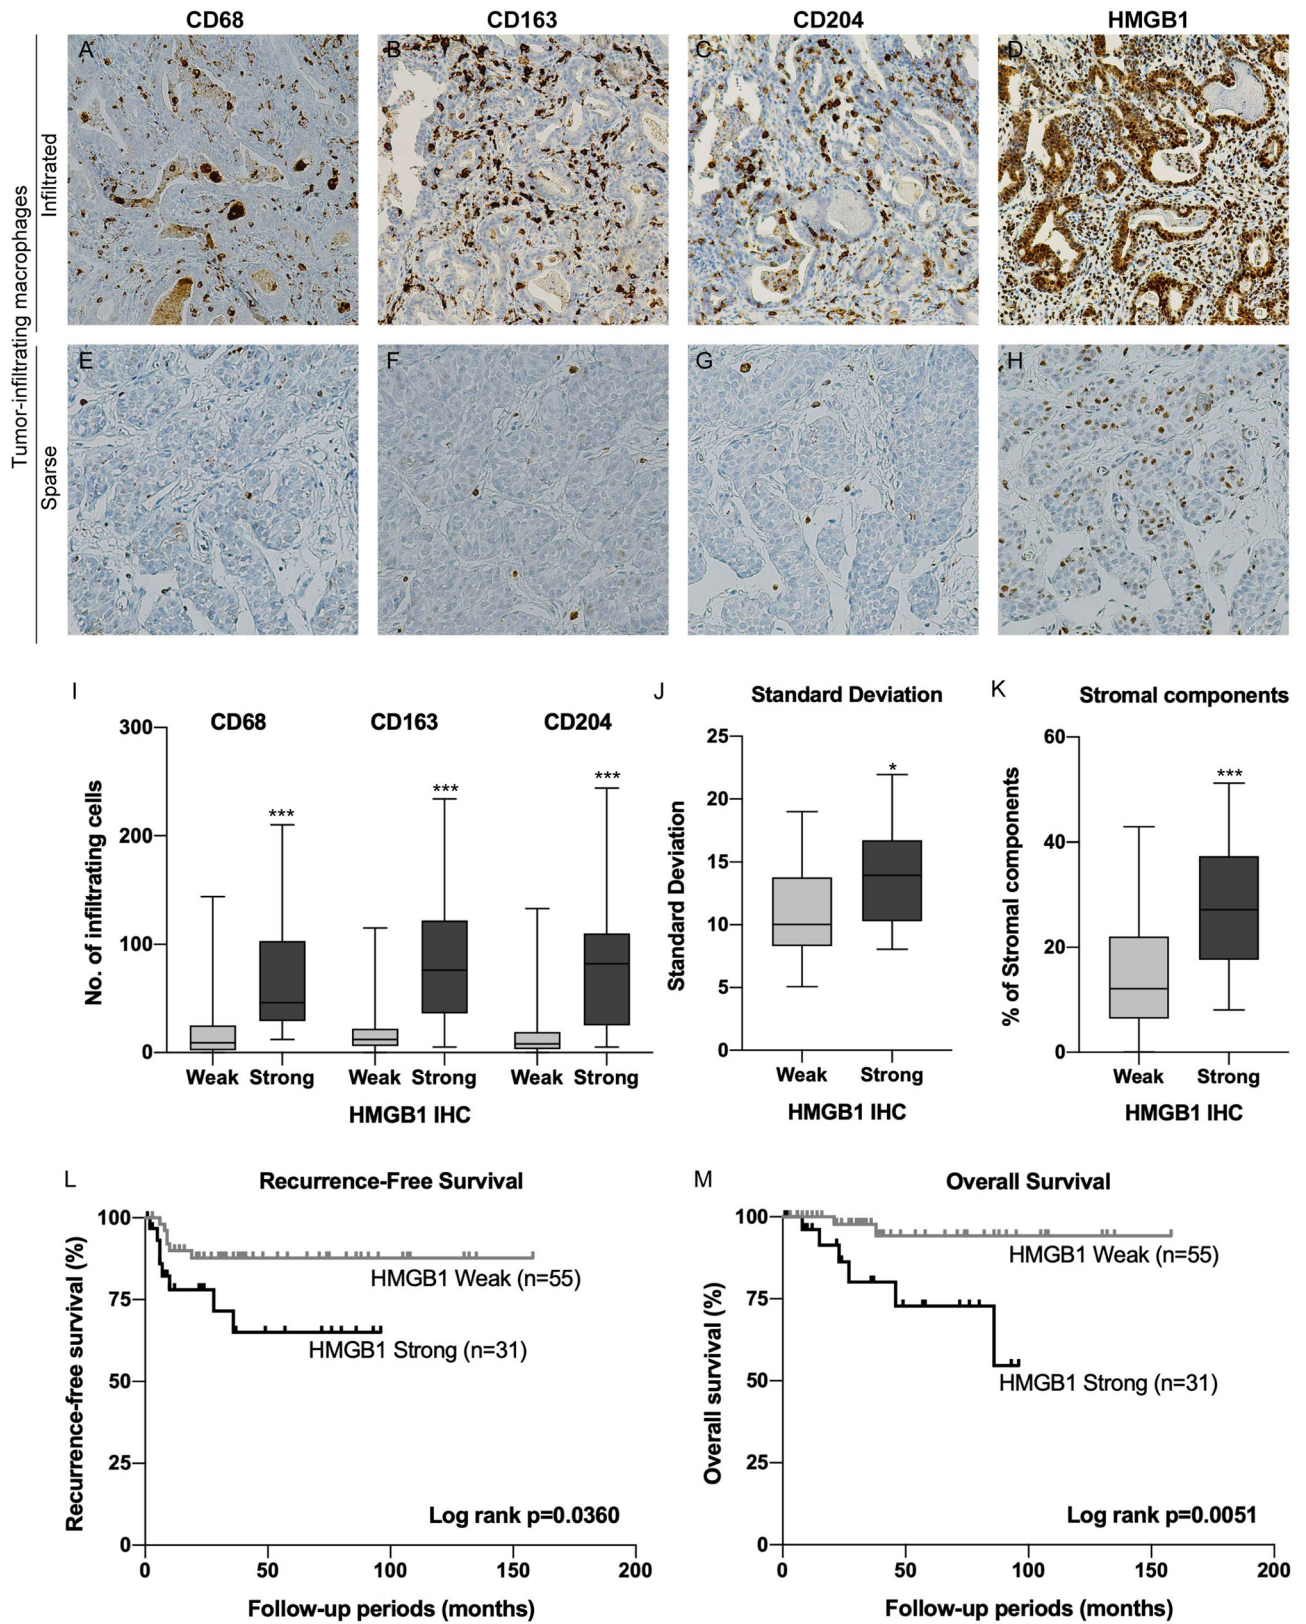 CD68 CD163 CD204 HMGB1
A B C D
Tumor-infiltrating macrophages
Infiltrated
E F G H
Sparse
I
CD68 CD163 CD204
300
200
100
0
No. of infiltrating cells
*** *** ***
Weak Strong Weak Strong Weak Strong
HMGB1 IHC
J
Standard Deviation
25
20
15
10
5
0
Standard Deviation
*
Weak Strong
HMGB1 IHC
K
Stromal components
60
40
20
0
% of Stromal components
***
Weak Strong
HMGB1 IHC
L
Recurrence-Free Survival
100
75
50
25
0
Recurrence-free survival (%)
HMGB1 Weak (n=55)
HMGB1 Strong (n=31)
Log rank p=0.0360
0 50 100 150 200
Follow-up periods (months)
M
Overall Survival
100
75
50
25
0
Overall survival (%)
HMGB1 Weak (n=55)
HMGB1 Strong (n=31)
Log rank p=0.0051
0 50 100 150 200
Follow-up periods (months)